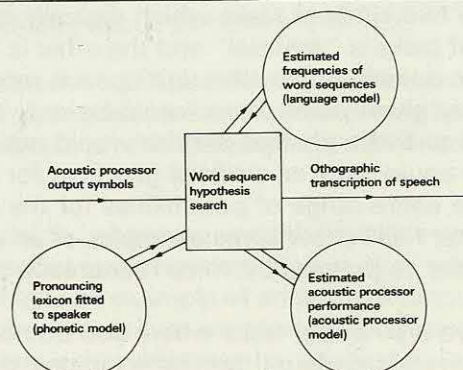 Estimated
frequencies of
word sequences
(language model)
Acoustic processor
output symbols
Word sequence
hypothesis
search
Othographic
transcription of speech
Pronouncing
lexicon fitted
to speaker
(phonetic model)
Estimated
acoustic processor
performance
(acoustic processor
model)